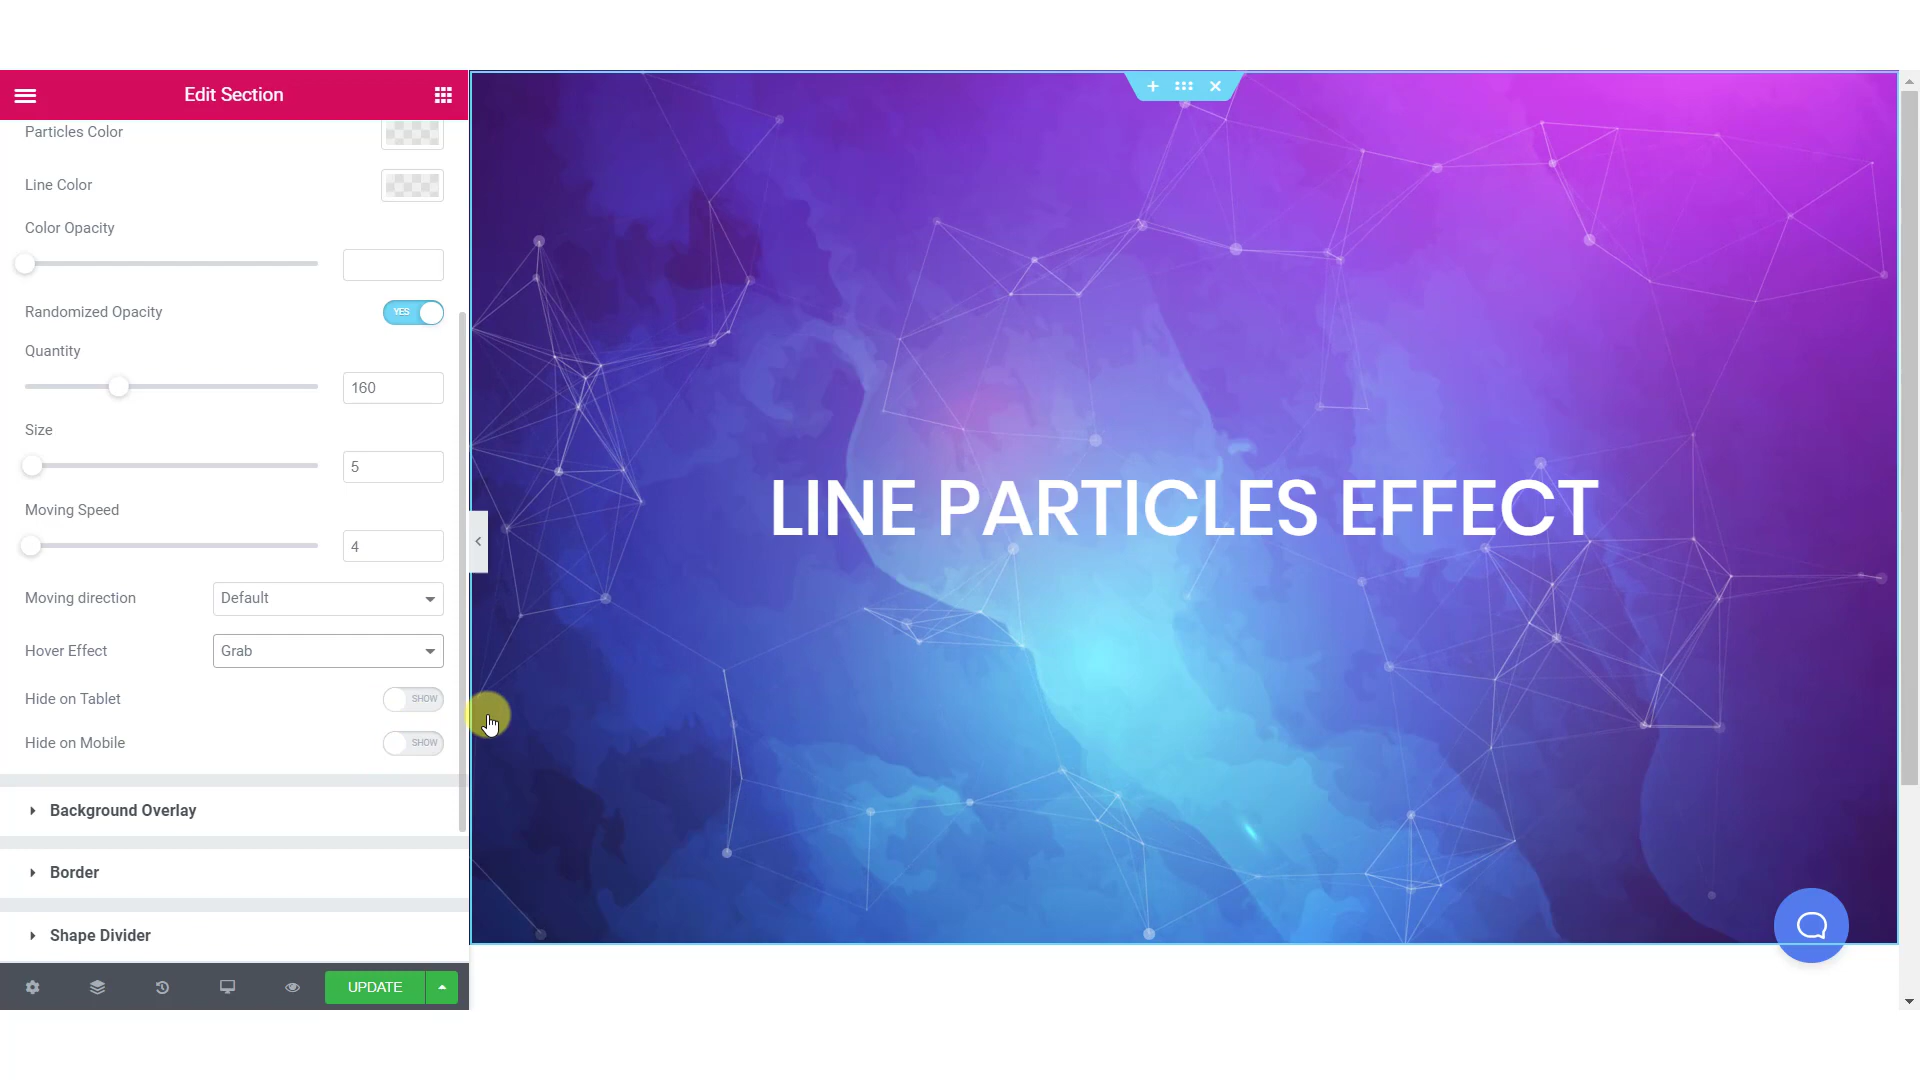 Edit Section
Particles Color
Line Color
Color Opacity
Randomized Opacity YES
Quantity
160
Size
5
Moving Speed
4
Moving direction Default
Hover Effect Grab
Hide on Tablet SHOW
Hide on Mobile SHOW
Background Overlay
Border
Shape Divider
UPDATE
LINE PARTICLES EFFECT